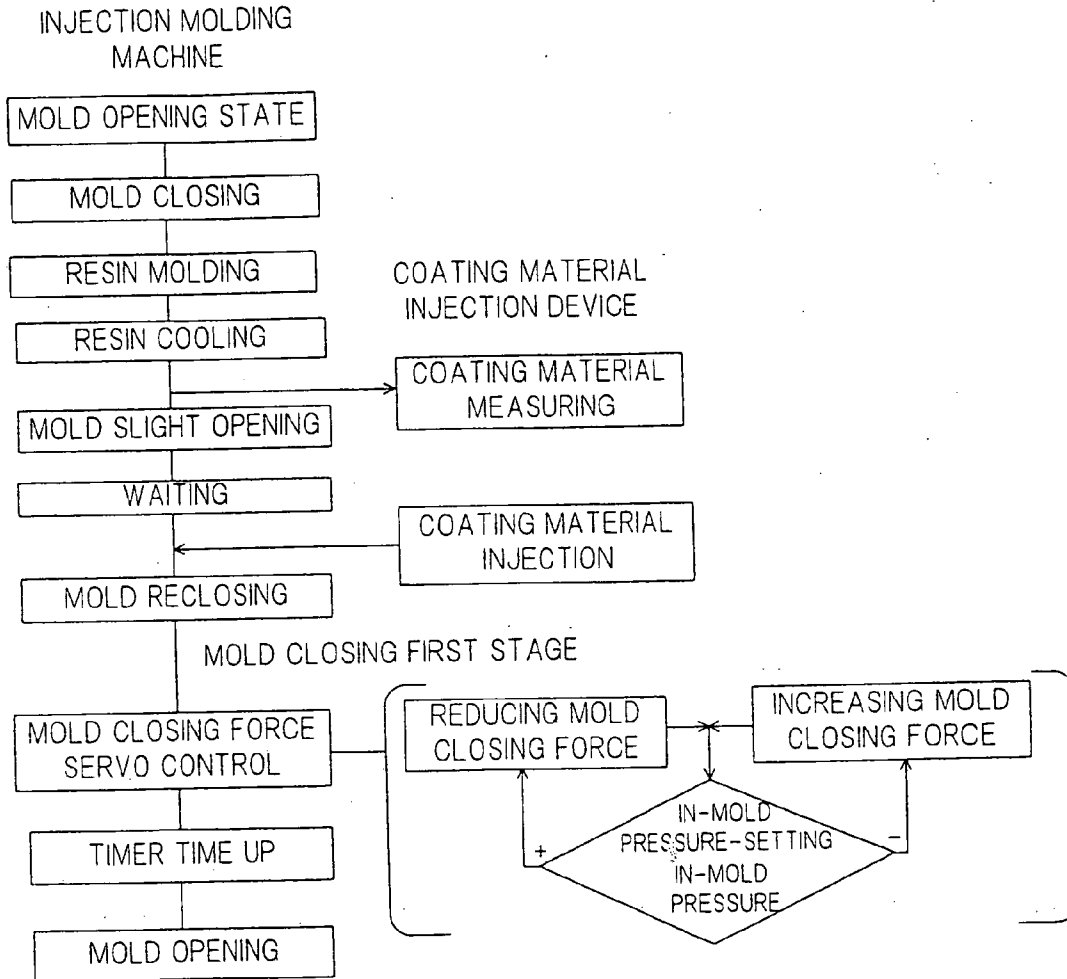 INJECTION MOLDING
MACHINE
MOLD OPENING STATE
MOLD CLOSING
RESIN MOLDING
RESIN COOLING
COATING MATERIAL
INJECTION DEVICE
COATING MATERIAL
MEASURING
MOLD SLIGHT OPENING
WAITING
COATING MATERIAL
INJECTION
MOLD RECLOSING
MOLD CLOSING FIRST STAGE
MOLD CLOSING FORCE
SERVO CONTROL
REDUCING MOLD
CLOSING FORCE
INCREASING MOLD
CLOSING FORCE
IN-MOLD
PRESSURE-SETTING
IN-MOLD
PRESSURE
+
−
TIMER TIME UP
MOLD OPENING